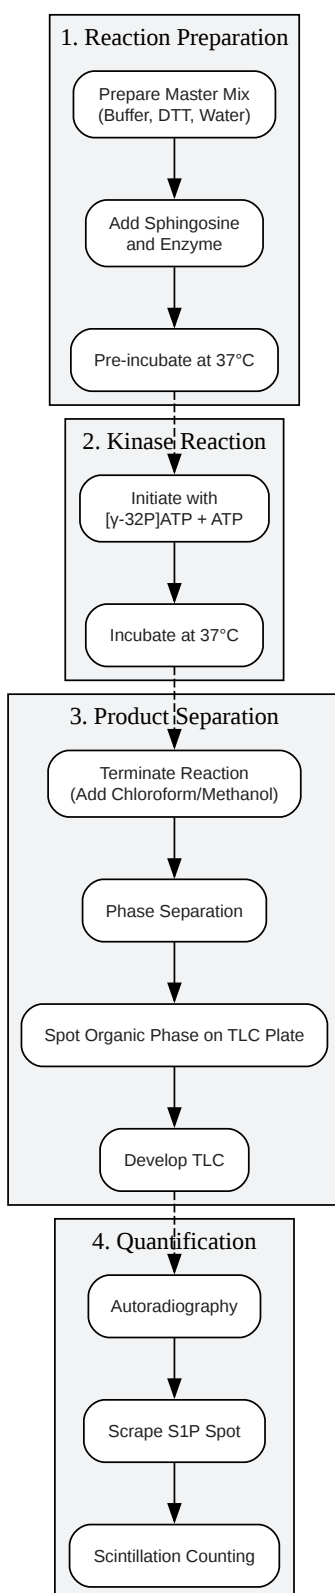 1. Reaction Preparation
Prepare Master Mix
(Buffer, DTT, Water)
Add Sphingosine
and Enzyme
Pre-incubate at 37°C
2. Kinase Reaction
Initiate with
[γ-32P]ATP + ATP
Incubate at 37°C
3. Product Separation
Terminate Reaction
(Add Chloroform/Methanol)
Phase Separation
Spot Organic Phase on TLC Plate
Develop TLC
4. Quantification
Autoradiography
Scrape S1P Spot
Scintillation Counting